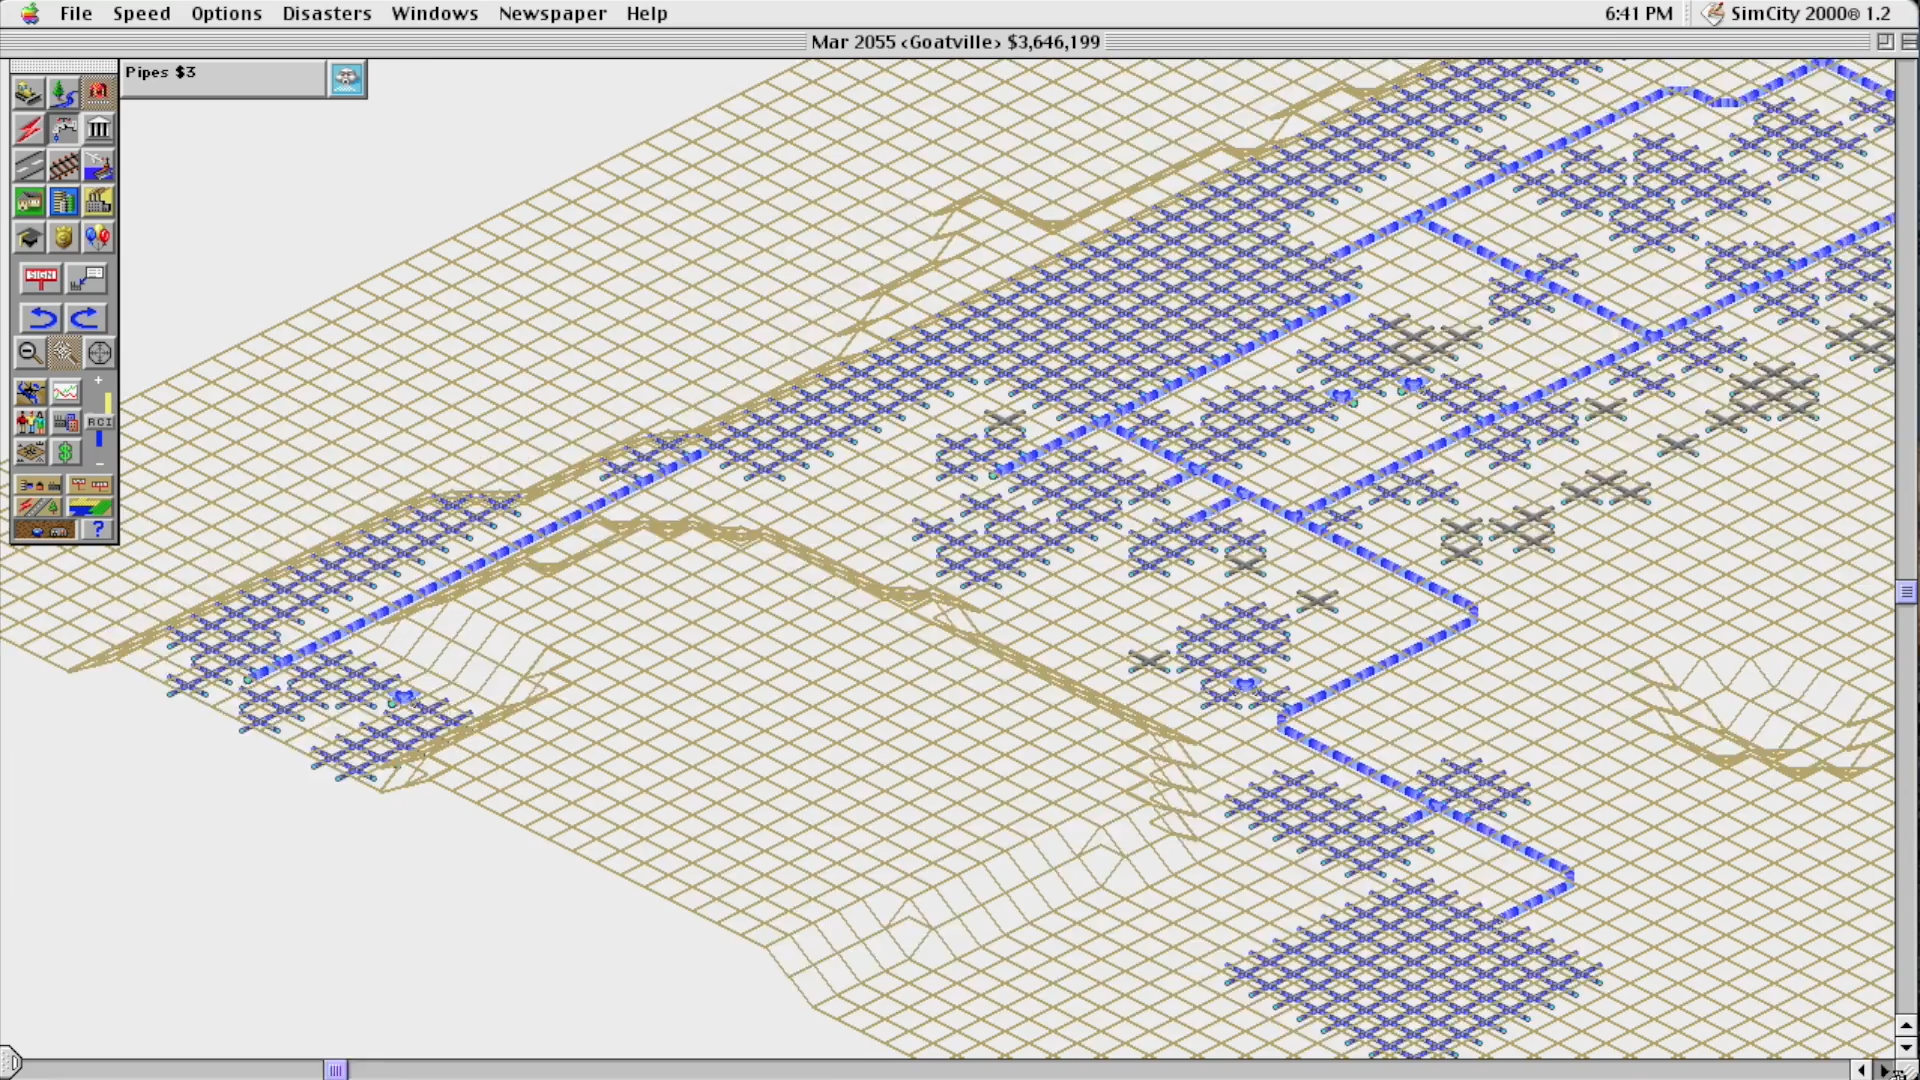 File Speed Options Disasters Windows Newspaper Help 6:41 PM SimCity 2000® 1.2
Mar 2055 <Goatville> $3,646,199
Pipes $3
SIGN
RCI